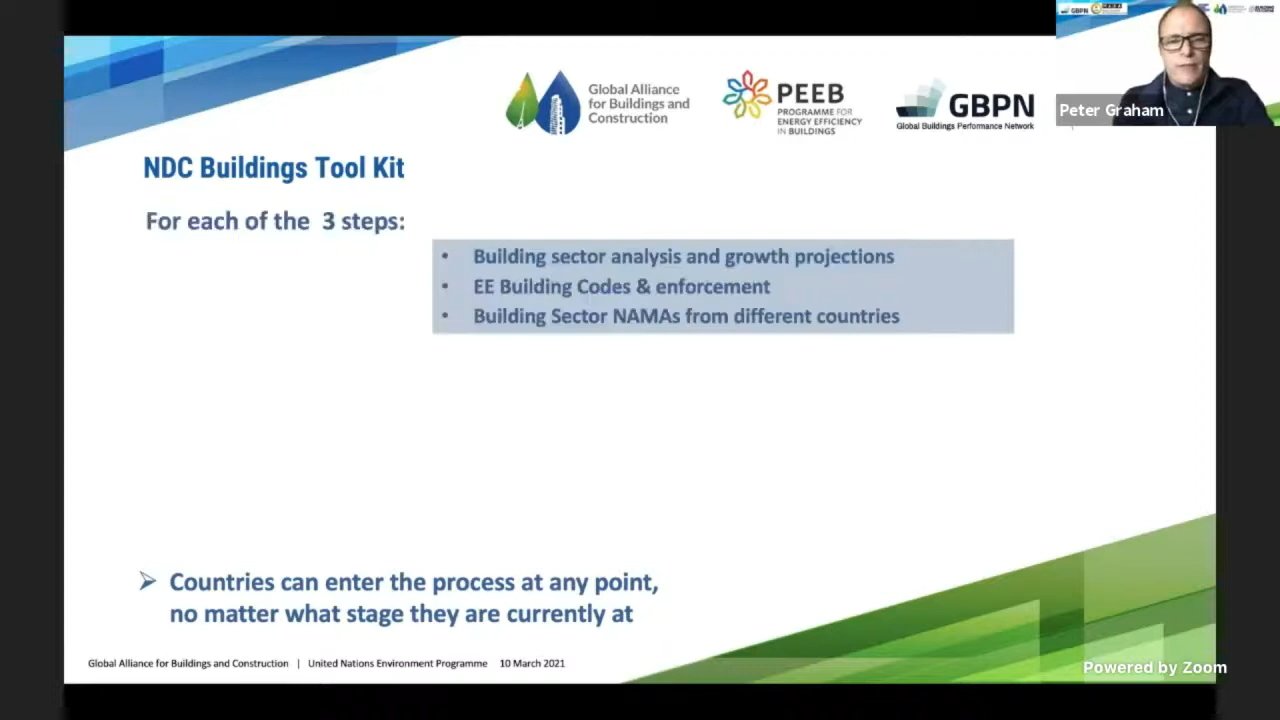 GBPN
Peter Graham
Global Alliance
for Buildings and
Construction
PEEB
PROGRAMME FOR
ENERGY EFFICIENCY
IN BUILDINGS
GBPN
Global Buildings Performance Network
NDC Buildings Tool Kit
For each of the 3 steps:
• Building sector analysis and growth projections
• EE Building Codes & enforcement
• Building Sector NAMAs from different countries
➢ Countries can enter the process at any point,
no matter what stage they are currently at
Global Alliance for Buildings and Construction | United Nations Environment Programme 10 March 2021
Powered by Zoom